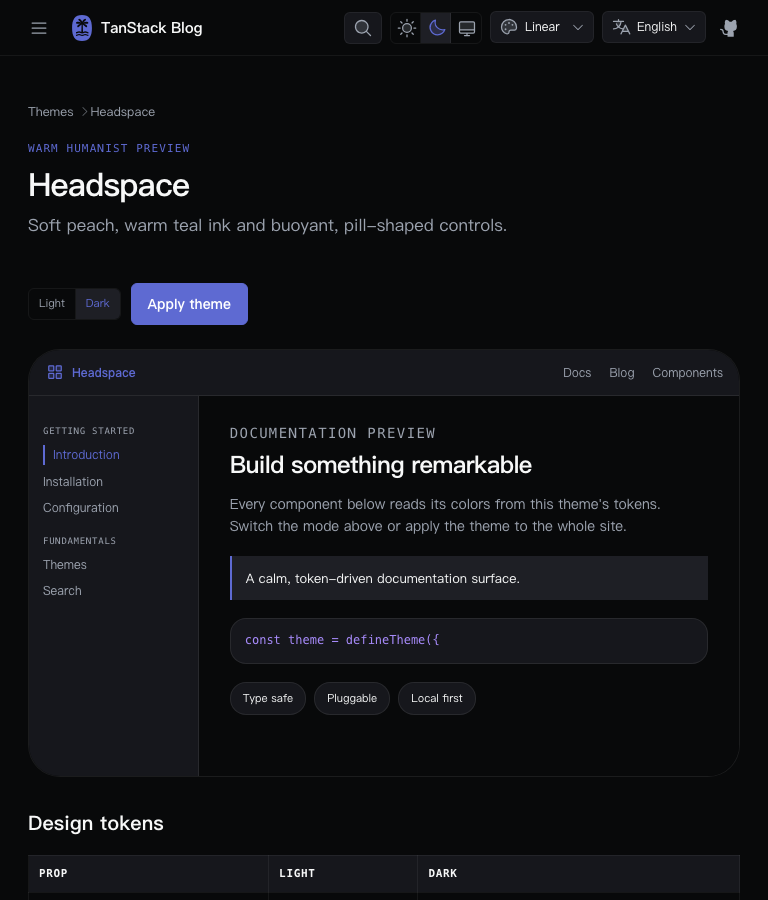 TanStack Blog
Linear
English
Themes
Headspace
WARM HUMANIST PREVIEW
Headspace
Soft peach, warm teal ink and buoyant, pill-shaped controls.
Light
Dark
Apply theme
Headspace
Docs
Blog
Components
GETTING STARTED
Introduction
Installation
Configuration
FUNDAMENTALS
Themes
Search
DOCUMENTATION PREVIEW
Build something remarkable
Every component below reads its colors from this theme's tokens.
Switch the mode above or apply the theme to the whole site.
A calm, token-driven documentation surface.
const theme = defineTheme({
Type safe
Pluggable
Local first
Design tokens
PROP
LIGHT
DARK